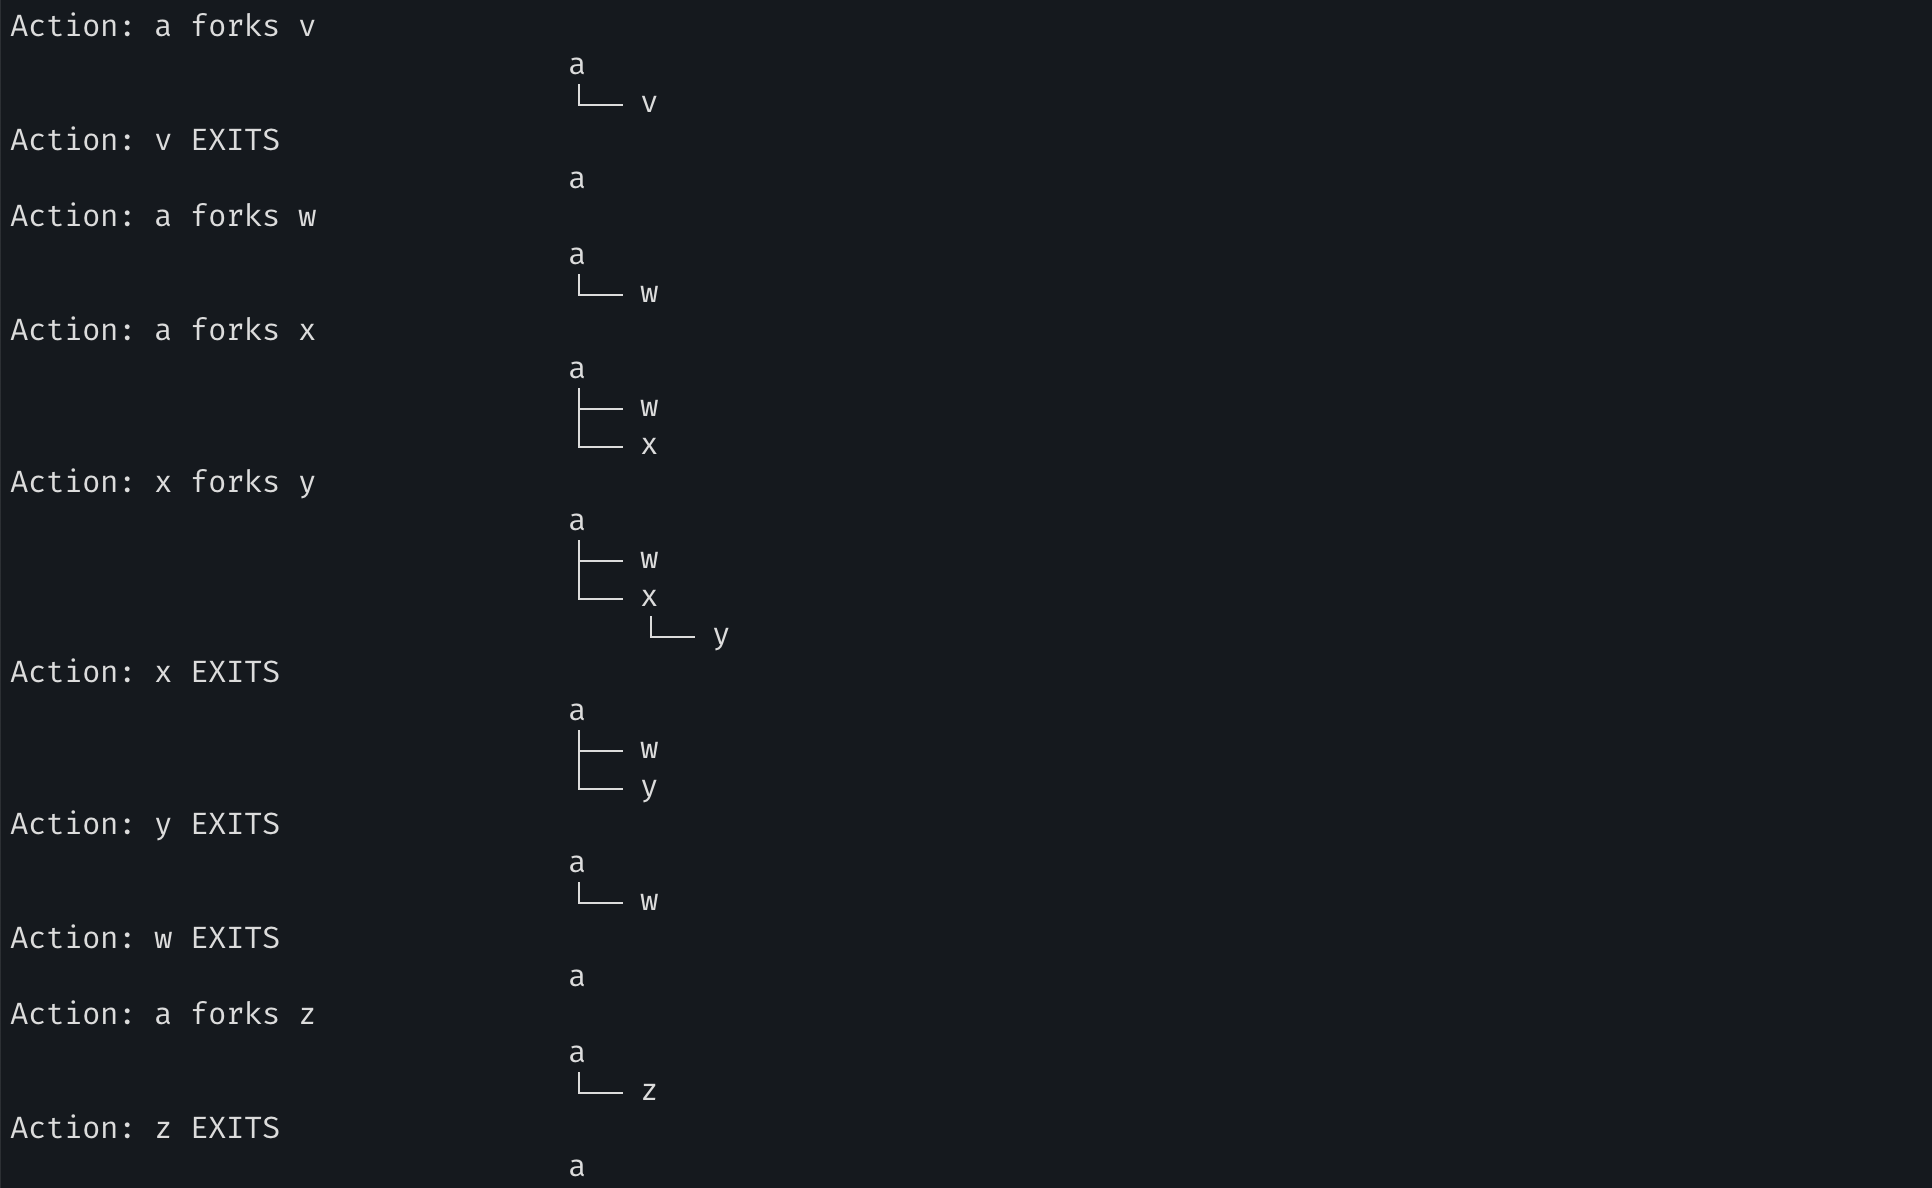 Action: a forks v
a
└── v
Action: v EXITS
a
Action: a forks w
a
└── w
Action: a forks x
a
├── w
└── x
Action: x forks y
a
├── w
└── x
    └── y
Action: x EXITS
a
├── w
└── y
Action: y EXITS
a
└── w
Action: w EXITS
a
Action: a forks z
a
└── z
Action: z EXITS
a